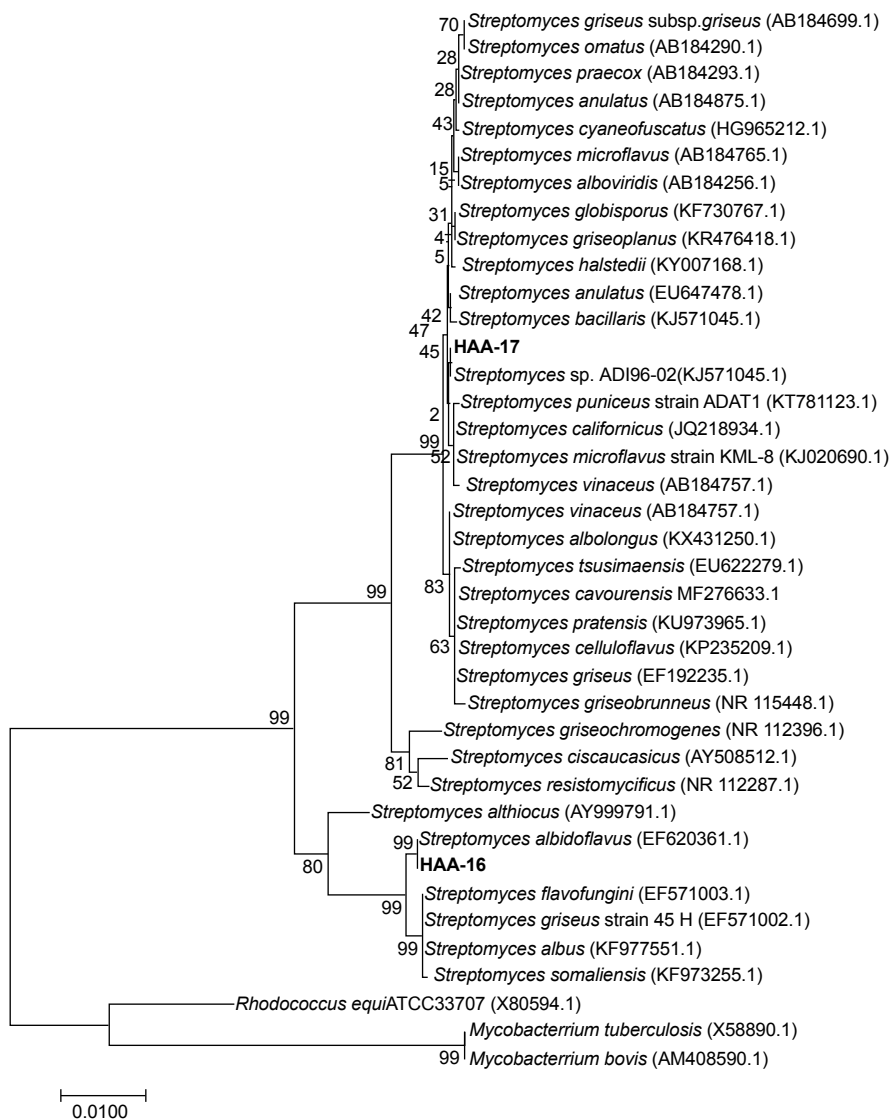 70
Streptomyces griseus subsp.griseus (AB184699.1)
Streptomyces omatus (AB184290.1)
28
Streptomyces praecox (AB184293.1)
28
Streptomyces anulatus (AB184875.1)
43
Streptomyces cyaneofuscatus (HG965212.1)
Streptomyces microflavus (AB184765.1)
15
5
Streptomyces alboviridis (AB184256.1)
31
Streptomyces globisporus (KF730767.1)
4
Streptomyces griseoplanus (KR476418.1)
5
Streptomyces halstedii (KY007168.1)
Streptomyces anulatus (EU647478.1)
42
Streptomyces bacillaris (KJ571045.1)
47
45
HAA-17
Streptomyces sp. ADI96-02(KJ571045.1)
Streptomyces puniceus strain ADAT1 (KT781123.1)
2
Streptomyces californicus (JQ218934.1)
99
52
Streptomyces microflavus strain KML-8 (KJ020690.1)
Streptomyces vinaceus (AB184757.1)
Streptomyces vinaceus (AB184757.1)
Streptomyces albolongus (KX431250.1)
Streptomyces tsusimaensis (EU622279.1)
83
99
Streptomyces cavourensis MF276633.1
Streptomyces pratensis (KU973965.1)
63
Streptomyces celluloflavus (KP235209.1)
Streptomyces griseus (EF192235.1)
Streptomyces griseobrunneus (NR 115448.1)
99
Streptomyces griseochromogenes (NR 112396.1)
81
Streptomyces ciscaucasicus (AY508512.1)
52
Streptomyces resistomycificus (NR 112287.1)
Streptomyces althiocus (AY999791.1)
99
Streptomyces albidoflavus (EF620361.1)
80
HAA-16
99
Streptomyces flavofungini (EF571003.1)
Streptomyces griseus strain 45 H (EF571002.1)
99
Streptomyces albus (KF977551.1)
Streptomyces somaliensis (KF973255.1)
Rhodococcus equiATCC33707 (X80594.1)
Mycobacterrium tuberculosis (X58890.1)
99
Mycobacterrium bovis (AM408590.1)
0.0100